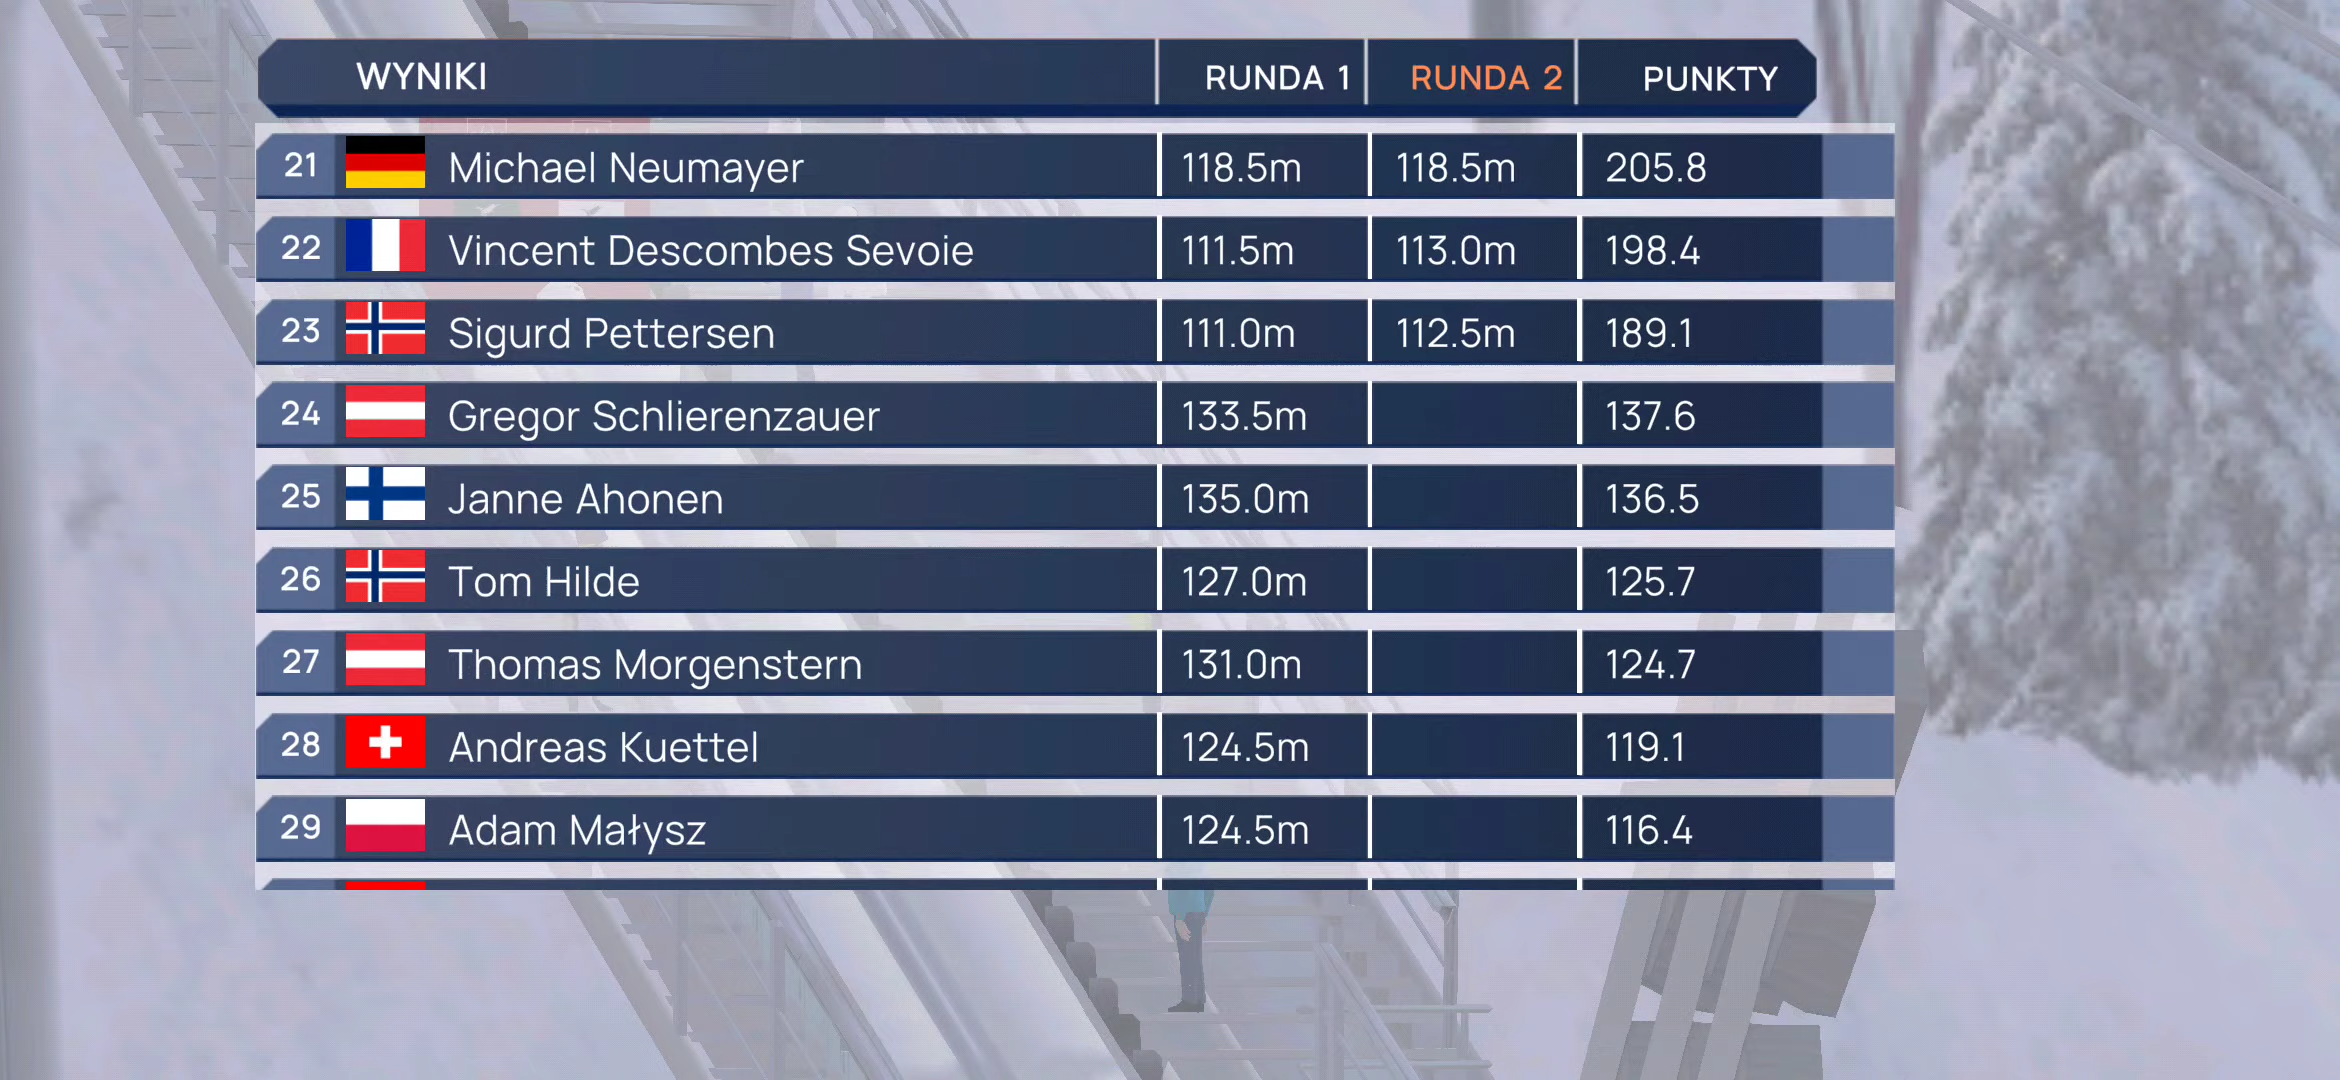 WYNIKI RUNDA 1 RUNDA 2 PUNKTY
21 Michael Neumayer 118.5m 118.5m 205.8
22 Vincent Descombes Sevoie 111.5m 113.0m 198.4
23 Sigurd Pettersen 111.0m 112.5m 189.1
24 Gregor Schlierenzauer 133.5m 137.6
25 Janne Ahonen 135.0m 136.5
26 Tom Hilde 127.0m 125.7
27 Thomas Morgenstern 131.0m 124.7
28 Andreas Kuettel 124.5m 119.1
29 Adam Małysz 124.5m 116.4